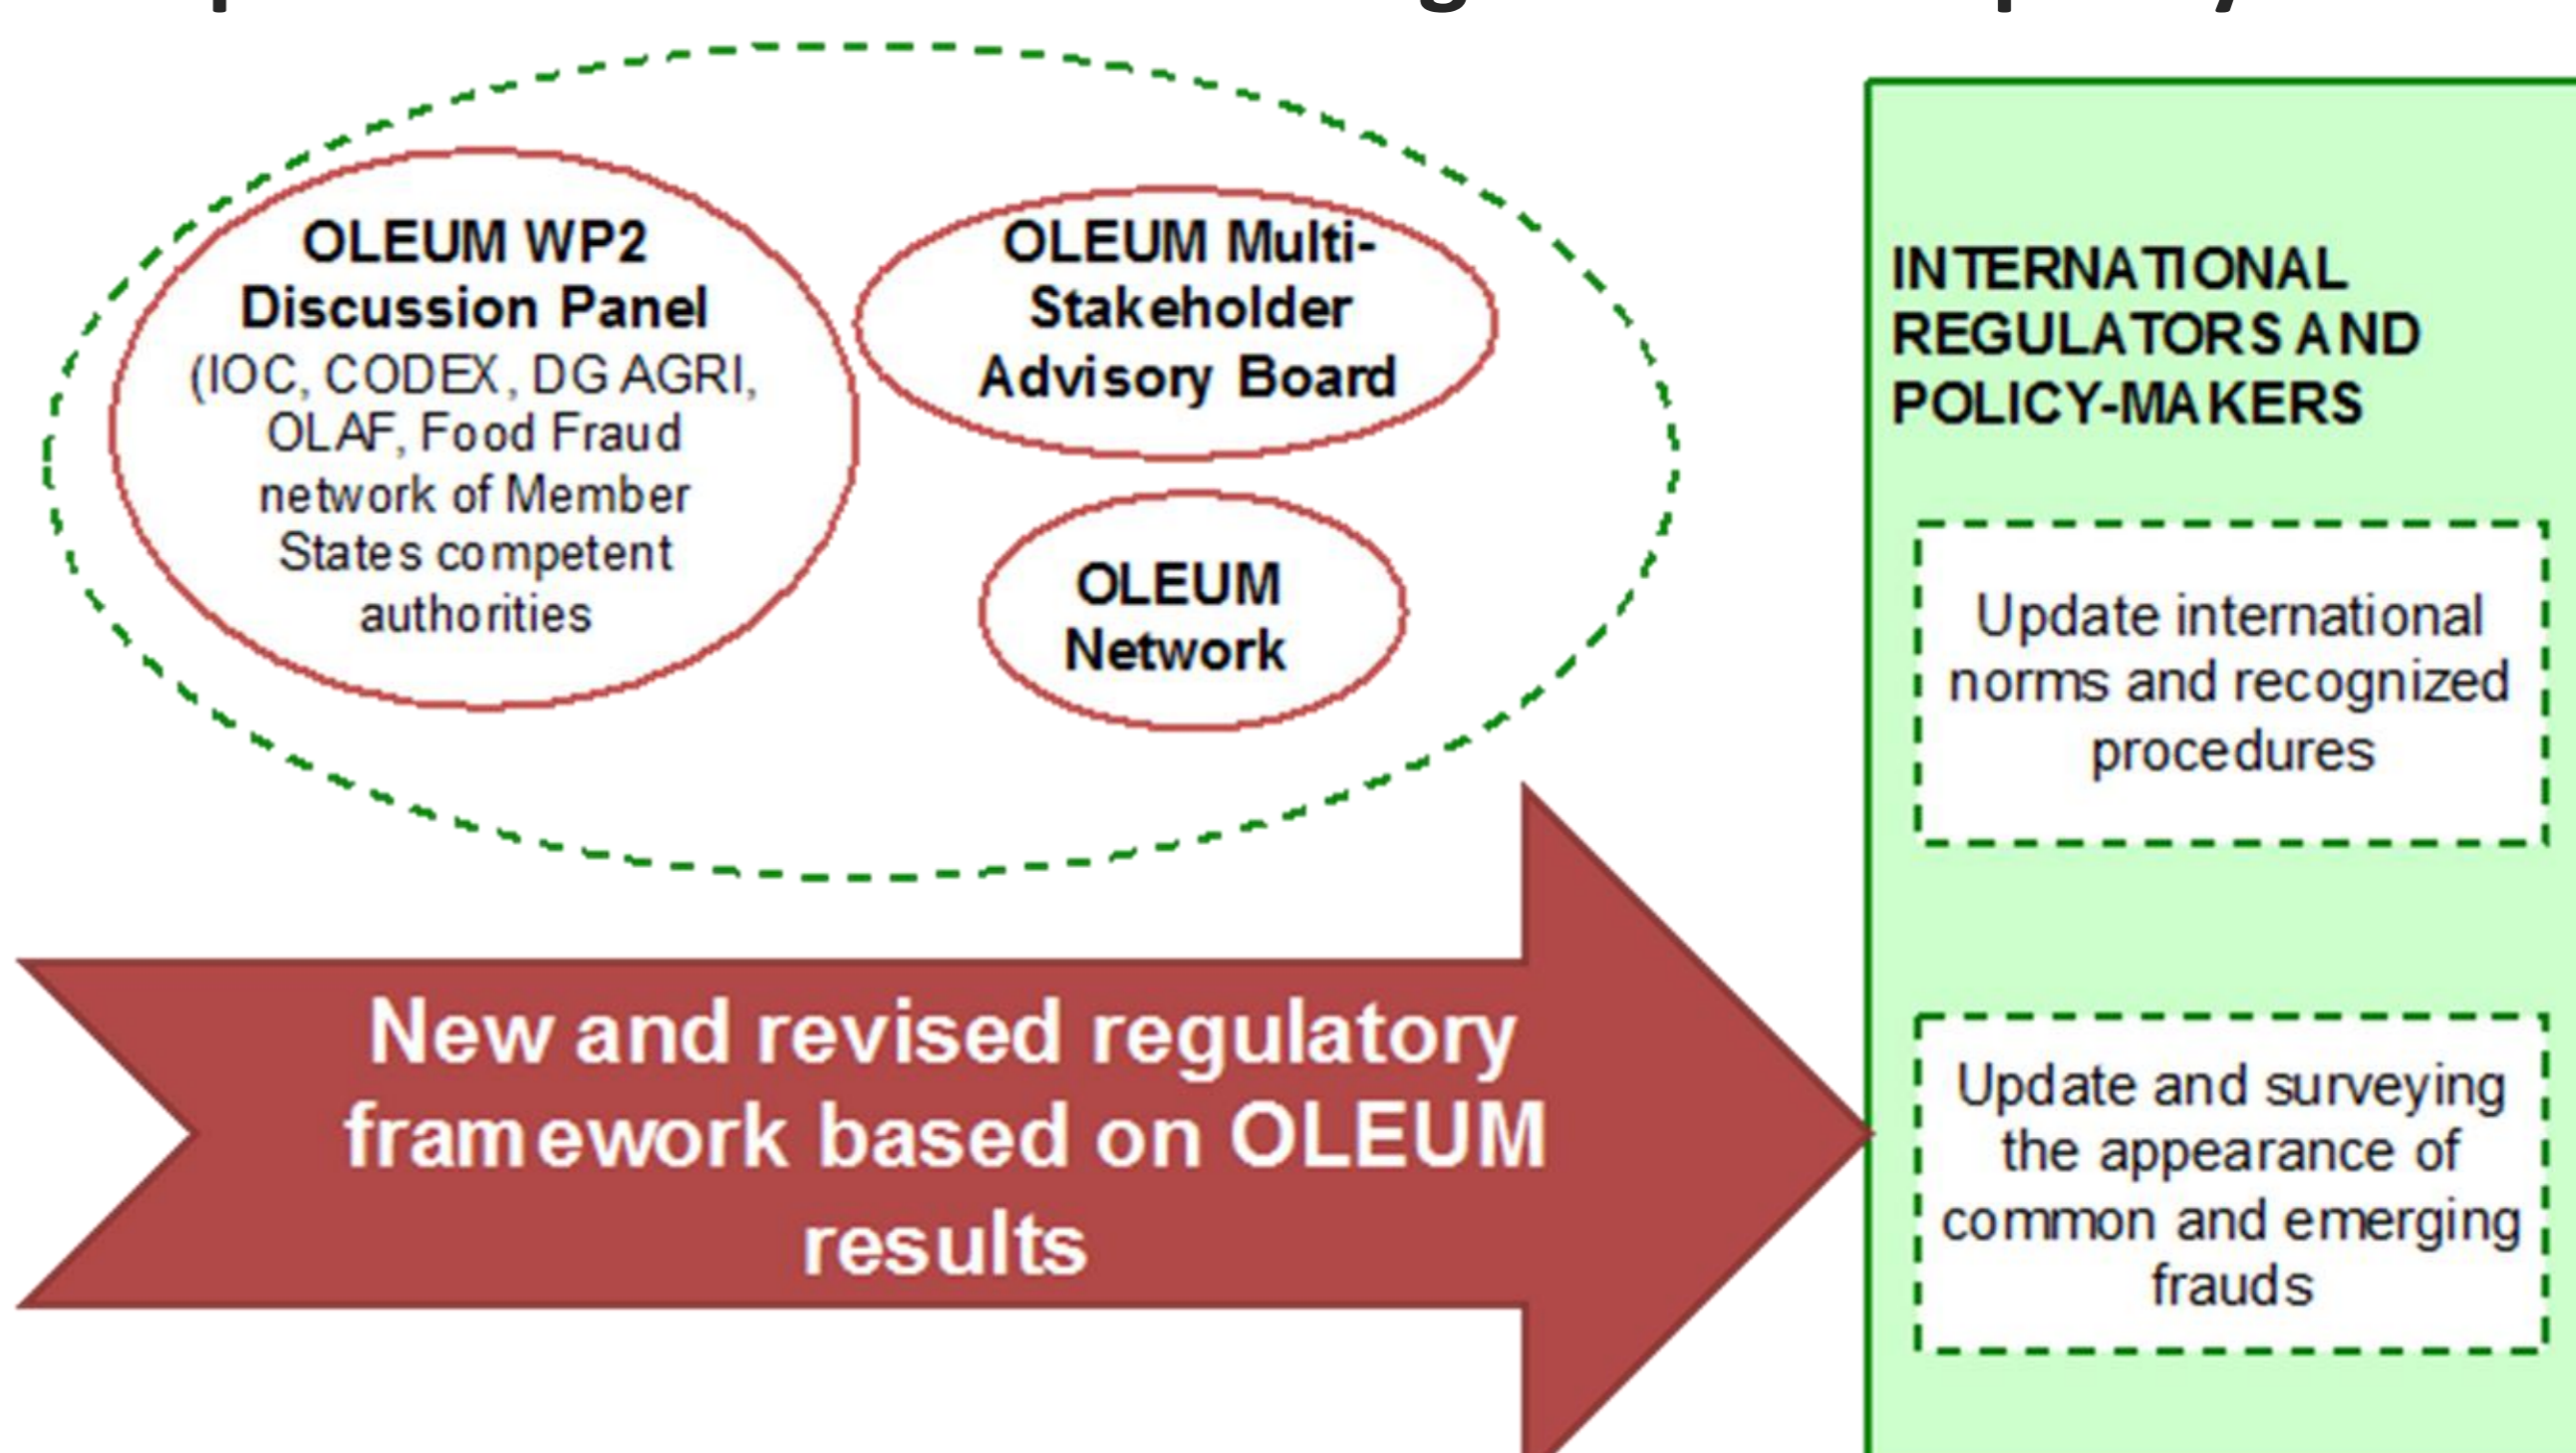 OLEUM WP2
Discussion Panel
(IOC, CODEX, DG AGRI,
OLAF, Food Fraud
network of Member
States competent
authorities
OLEUM Multi-
Stakeholder
Advisory Board
OLEUM
Network
New and revised regulatory
framework based on OLEUM
results
INTERNATIONAL
REGULATORS AND
POLICY-MAKERS
Update international
norms and recognized
procedures
Update and surveying
the appearance of
common and emerging
frauds